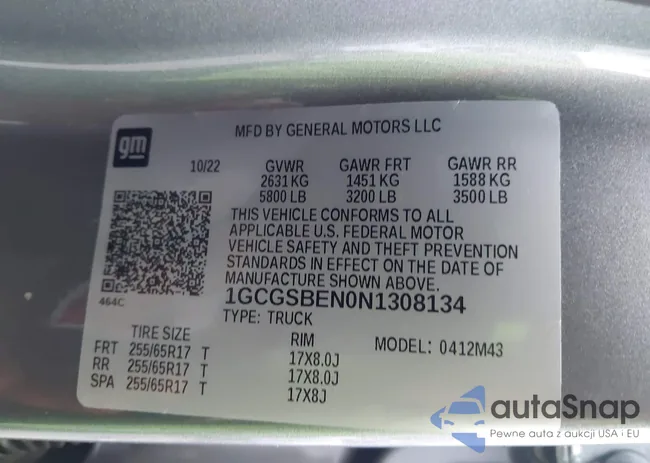 MFD BY GENERAL MOTORS LLC
gm
10/22 GVWR GAWR FRT GAWR RR
2631 KG 1451 KG 1588 KG
5800 LB 3200 LB 3500 LB
THIS VEHICLE CONFORMS TO ALL
APPLICABLE U.S. FEDERAL MOTOR
VEHICLE SAFETY AND THEFT PREVENTION
STANDARDS IN EFFECT ON THE DATE OF
MANUFACTURE SHOWN ABOVE.
464C
1GCGSBEN0N1308134
TYPE: TRUCK
TIRE SIZE RIM MODEL: 0412M43
FRT 255/65R17 T 17X8.0J
RR 255/65R17 T 17X8.0J
SPA 255/65R17 T 17X8J
autaSnap
Pewne auta z aukcji USA i EU